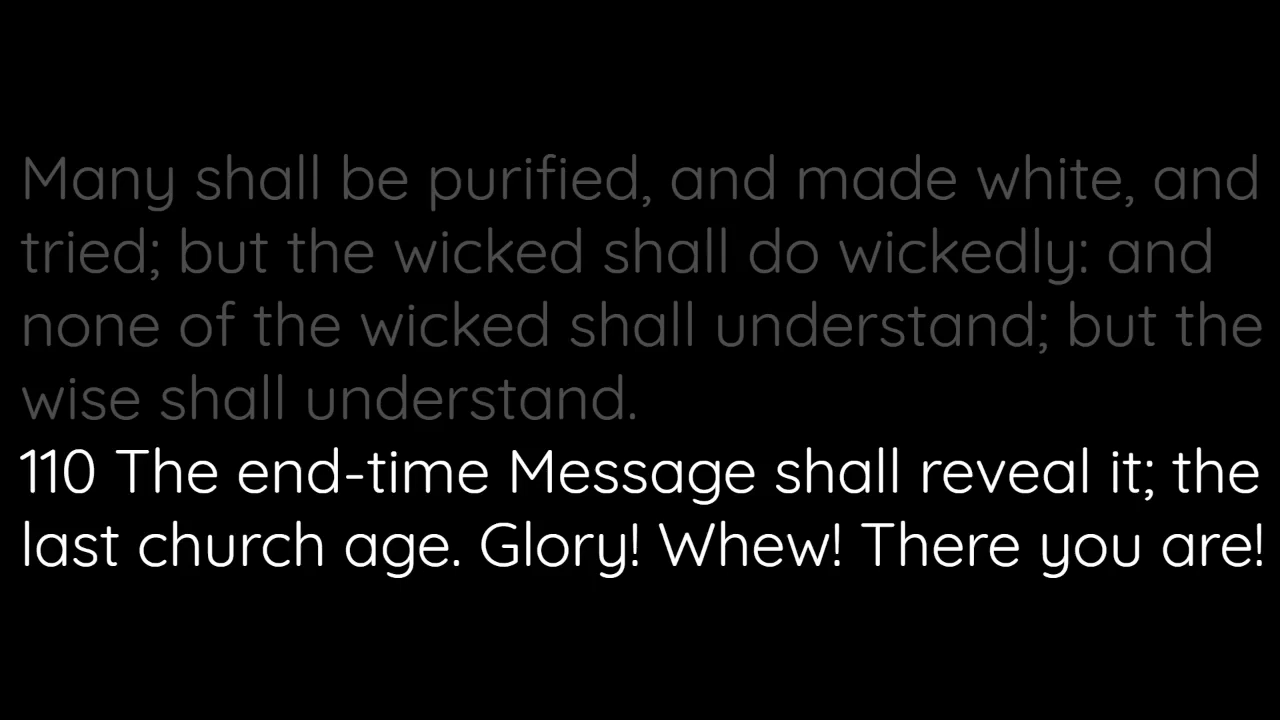 Many shall be purified, and made white, and
tried; but the wicked shall do wickedly: and
none of the wicked shall understand; but the
wise shall understand.
110 The end-time Message shall reveal it; the
last church age. Glory! Whew! There you are!